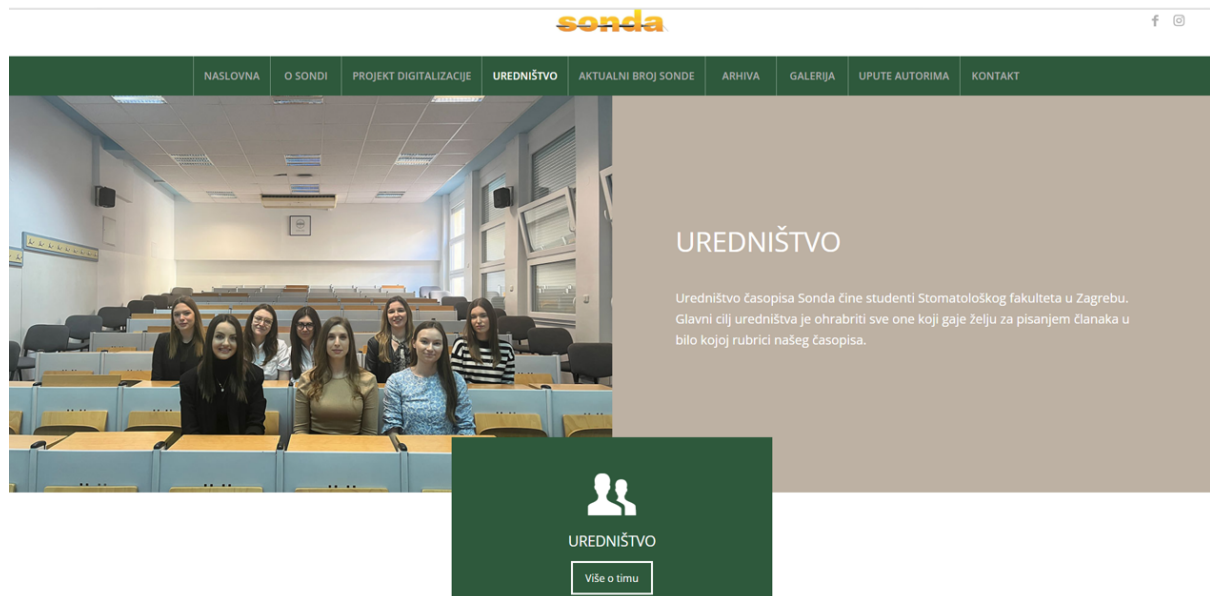 sonda
NASLOVNA
O SONDI
PROJEKT DIGITALIZACIJE
UREDNIŠTVO
AKTUALNI BROJ SONDE
ARHIVA
GALERIJA
UPUTE AUTORIMA
KONTAKT
UREDNIŠTVO
Uredništvo časopisa Sonda čine studenti Stomatološkog fakulteta u Zagrebu.
Glavni cilj uredništva je ohrabriti sve one koji gaje želju za pisanjem članaka u
bilo kojoj rubrici našeg časopisa.
UREDNIŠTVO
Više o timu